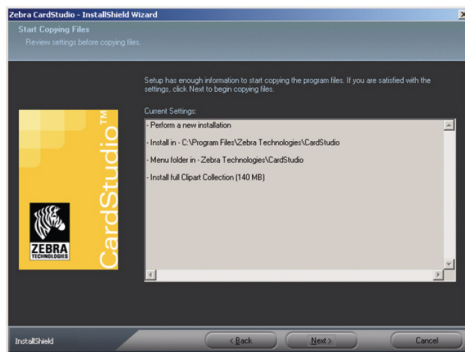 Zebra CardStudio - InstallShield Wizard
Start Copying Files
Review settings before copying files.
Setup has enough information to start copying the program files. If you are satisfied with the
settings, click Next to begin copying files.
Current Settings:
- Perform a new installation
- Install in - C:\Program Files\Zebra Technologies\CardStudio
- Menu folder in - Zebra Technologies\CardStudio
- Install full Clipart Collection (140 MB)
CardStudio™
ZEBRA
TECHNOLOGIES
InstallShield
< Back
Next >
Cancel